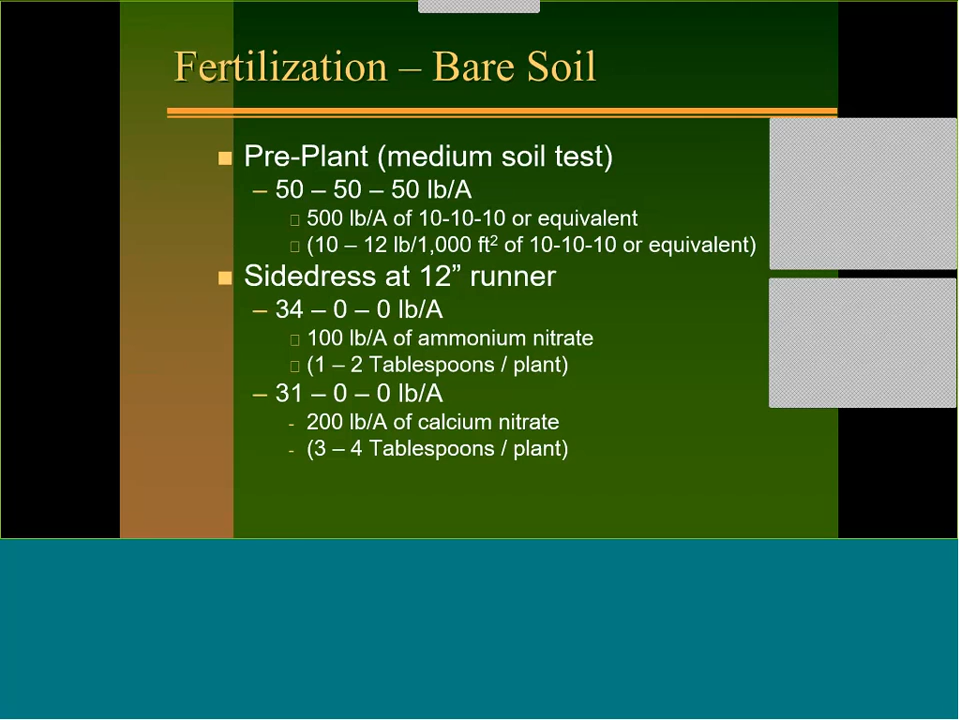 Fertilization – Bare Soil
Pre-Plant (medium soil test)
– 50 – 50 – 50 lb/A
500 lb/A of 10-10-10 or equivalent
(10 – 12 lb/1,000 ft² of 10-10-10 or equivalent)
Sidedress at 12” runner
– 34 – 0 – 0 lb/A
100 lb/A of ammonium nitrate
(1 – 2 Tablespoons / plant)
– 31 – 0 – 0 lb/A
- 200 lb/A of calcium nitrate
- (3 – 4 Tablespoons / plant)